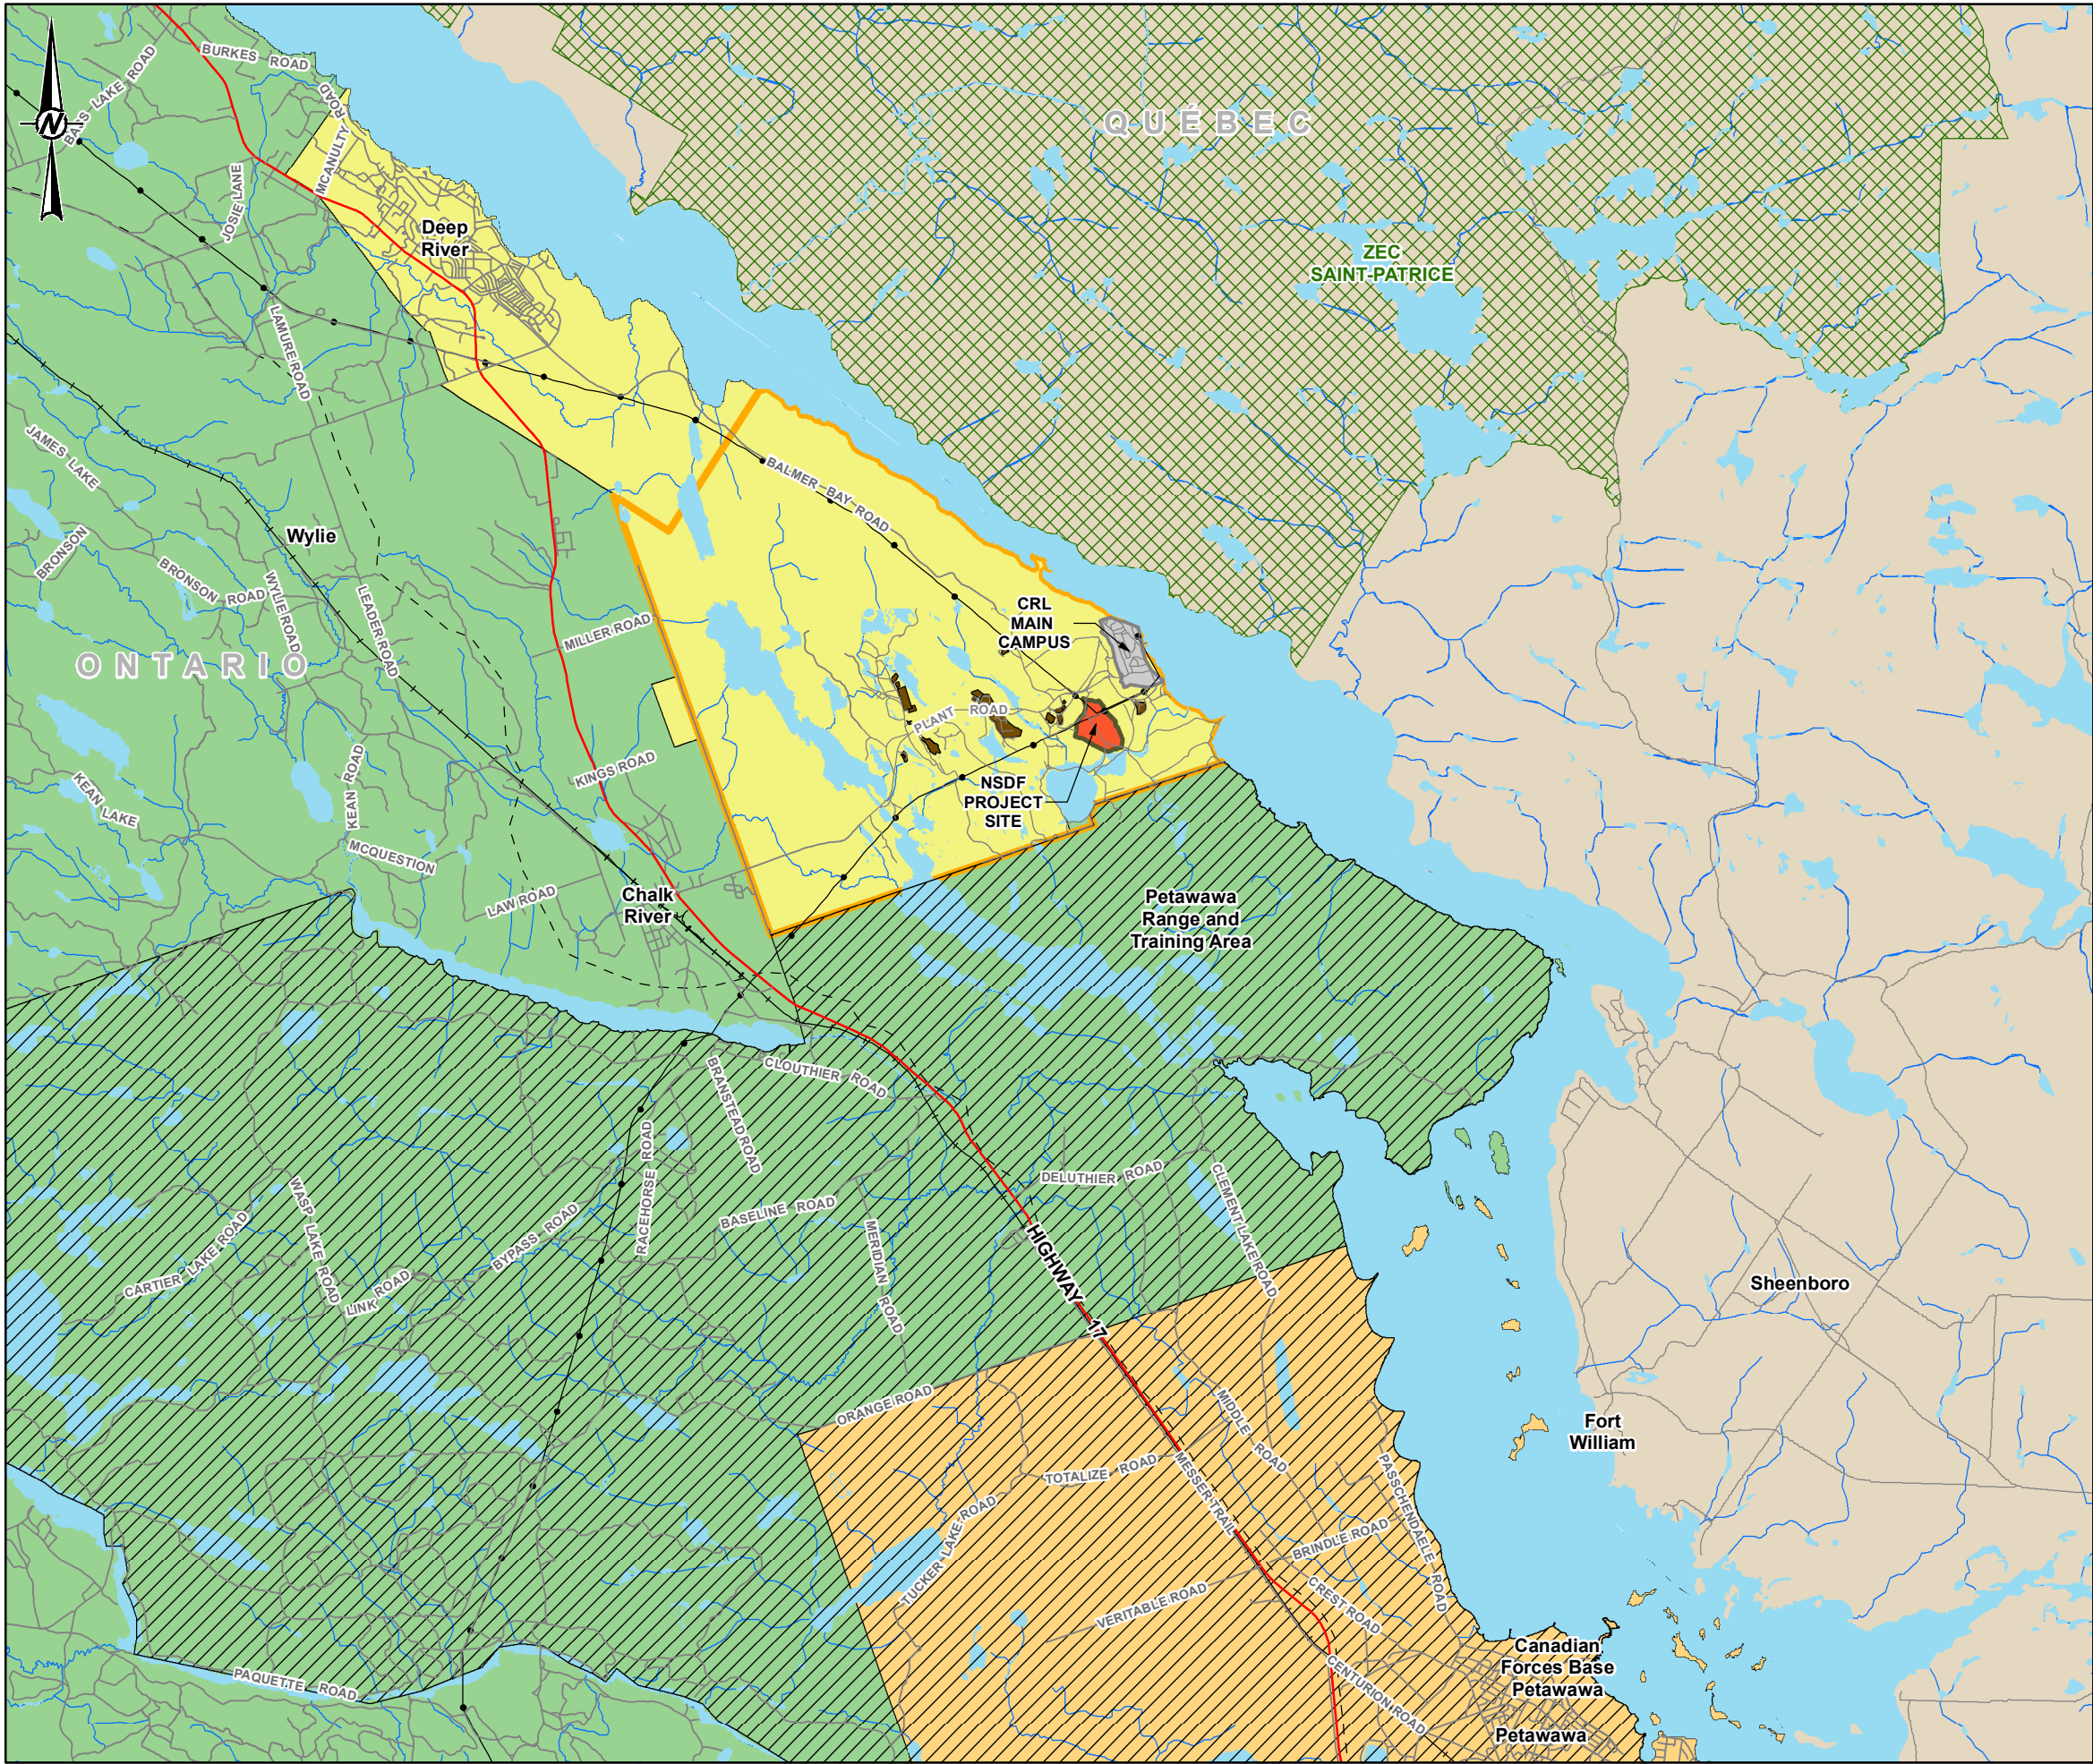 BURKES ROAD
BASS LAKE ROAD
N
MCANULTY ROAD
JOSIE LANE
QUÉBEC
Deep
River
ZEC
SAINT-PATRICE
LAMURE ROAD
JAMES LAKE
BALMER BAY ROAD
Wylie
BRONSON
BRONSON ROAD
WYLIE ROAD
LEADER ROAD
MILLER ROAD
CRL
MAIN
CAMPUS
ONTARIO
PLANT ROAD
KINGS ROAD
KEAN ROAD
KEAN LAKE
NSDF
PROJECT
SITE
MCQUESTION
LAW ROAD
Chalk
River
Petawawa
Range and
Training Area
CLOUTHIER ROAD
BRANSTEAD ROAD
RACEHORSE ROAD
DELUTHIER ROAD
CLEMENT LAKE ROAD
WASP LAKE ROAD
CARTIER LAKE ROAD
LINK ROAD
BYPASS ROAD
BASELINE ROAD
MERIDIAN ROAD
HIGHWAY 17
Sheenboro
ORANGE ROAD
MIDDLE ROAD
Fort
William
TOTALIZE ROAD
MESSER TRAIL
PASSCHENDAELE ROAD
TUCKER LAKE ROAD
BRINDLE ROAD
CREST ROAD
VERITABLE ROAD
Canadian
Forces Base
Petawawa
CENTURION ROAD
PAQUETTE ROAD
Petawawa